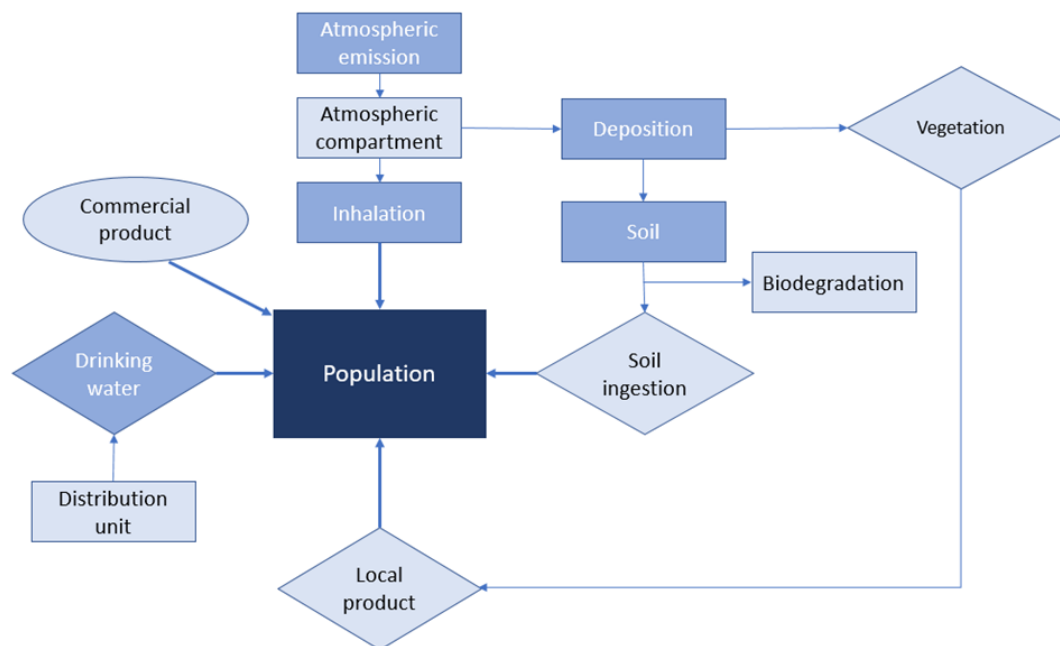 Atmospheric
emission
Atmospheric
compartment
Deposition
Vegetation
Commercial
product
Inhalation
Soil
Biodegradation
Drinking
water
Population
Soil
ingestion
Distribution
unit
Local
product